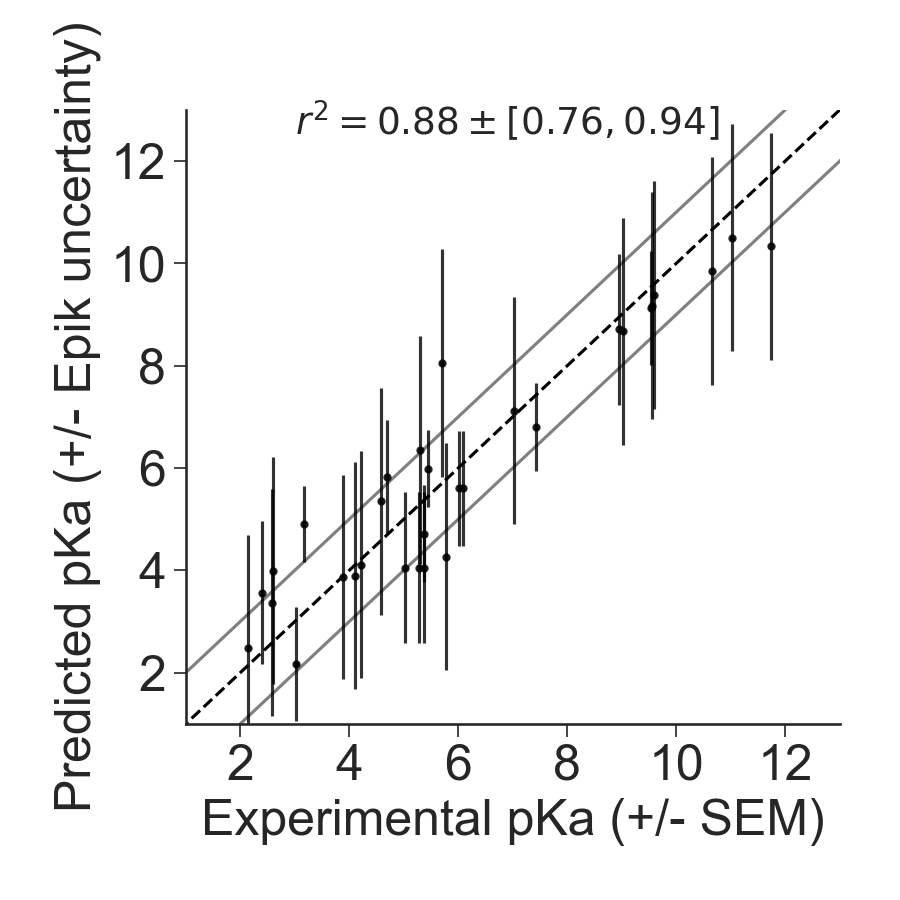 r² = 0.88 ± [0.76, 0.94]
Predicted pKa (+/- Epik uncertainty)
12
10
8
6
4
2
2 4 6 8 10 12
Experimental pKa (+/- SEM)